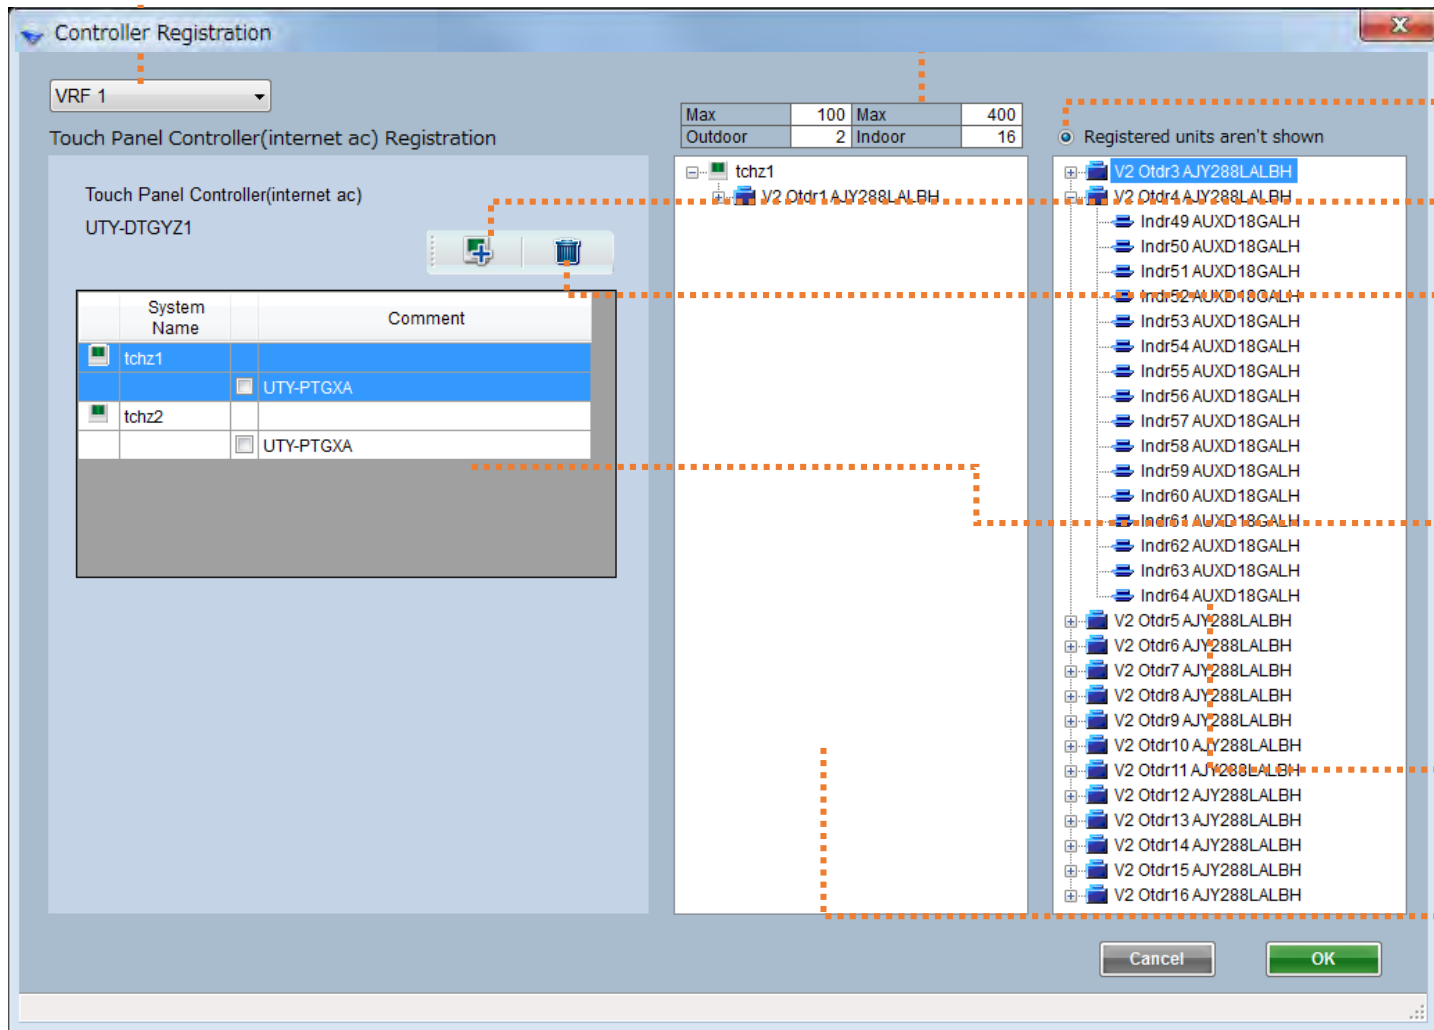 Controller Registration
X
VRF 1
Touch Panel Controller(internet ac) Registration
Touch Panel Controller(internet ac)
UTY-DTGYZ1
System Name Comment
tchz1
UTY-PTGXA
tchz2
UTY-PTGXA
Max 100 Max 400
Outdoor 2 Indoor 16
tchz1
V2 Otdr1 AJY288LALBH
Registered units aren't shown
V2 Otdr3 AJY288LALBH
V2 Otdr4 AJY288LALBH
Indr49 AUXD18GALH
Indr50 AUXD18GALH
Indr51 AUXD18GALH
Indr52 AUXD18GALH
Indr53 AUXD18GALH
Indr54 AUXD18GALH
Indr55 AUXD18GALH
Indr56 AUXD18GALH
Indr57 AUXD18GALH
Indr58 AUXD18GALH
Indr59 AUXD18GALH
Indr60 AUXD18GALH
Indr61 AUXD18GALH
Indr62 AUXD18GALH
Indr63 AUXD18GALH
Indr64 AUXD18GALH
V2 Otdr5 AJY288LALBH
V2 Otdr6 AJY288LALBH
V2 Otdr7 AJY288LALBH
V2 Otdr8 AJY288LALBH
V2 Otdr9 AJY288LALBH
V2 Otdr10 AJY288LALBH
V2 Otdr11 AJY288LALBH
V2 Otdr12 AJY288LALBH
V2 Otdr13 AJY288LALBH
V2 Otdr14 AJY288LALBH
V2 Otdr15 AJY288LALBH
V2 Otdr16 AJY288LALBH
Cancel OK